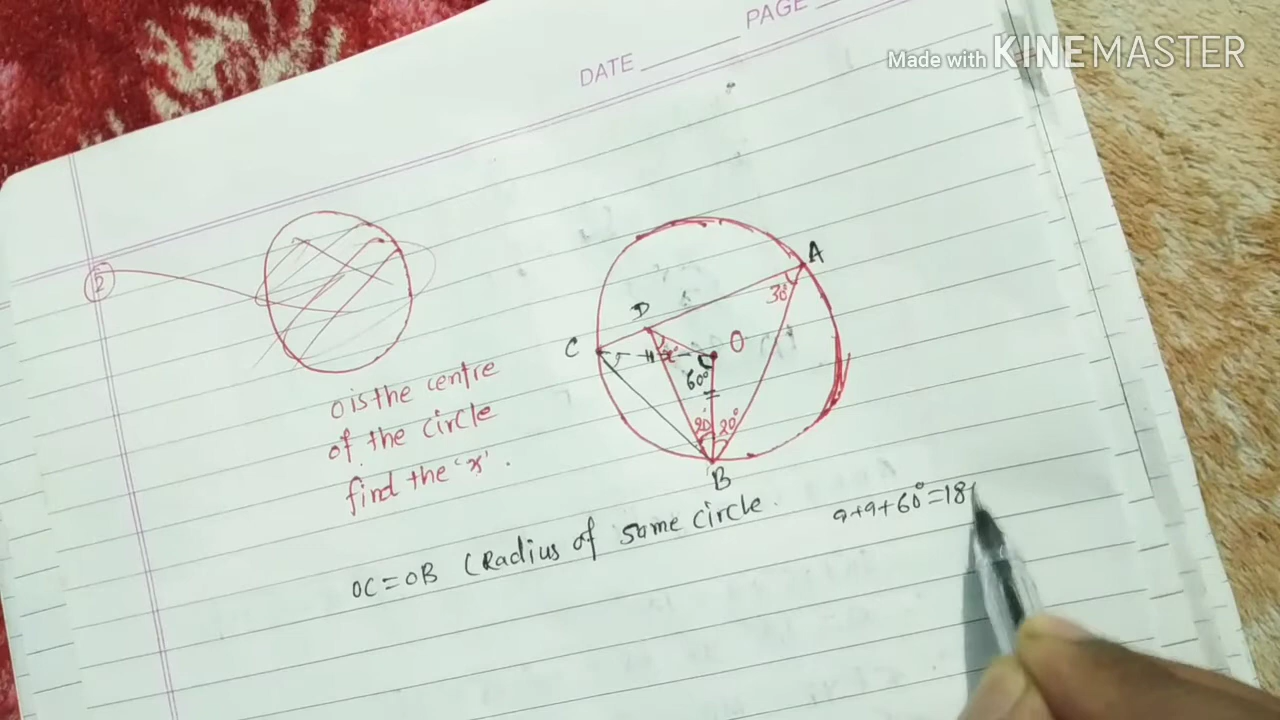 PAGE
DATE
Made with KINEMASTER
2
A
30°
D
C
x°
O
60°
20° 20°
B
O is the centre
of the circle
find the 'x'.
OC = OB (Radius of same circle.
a+a+60°=18